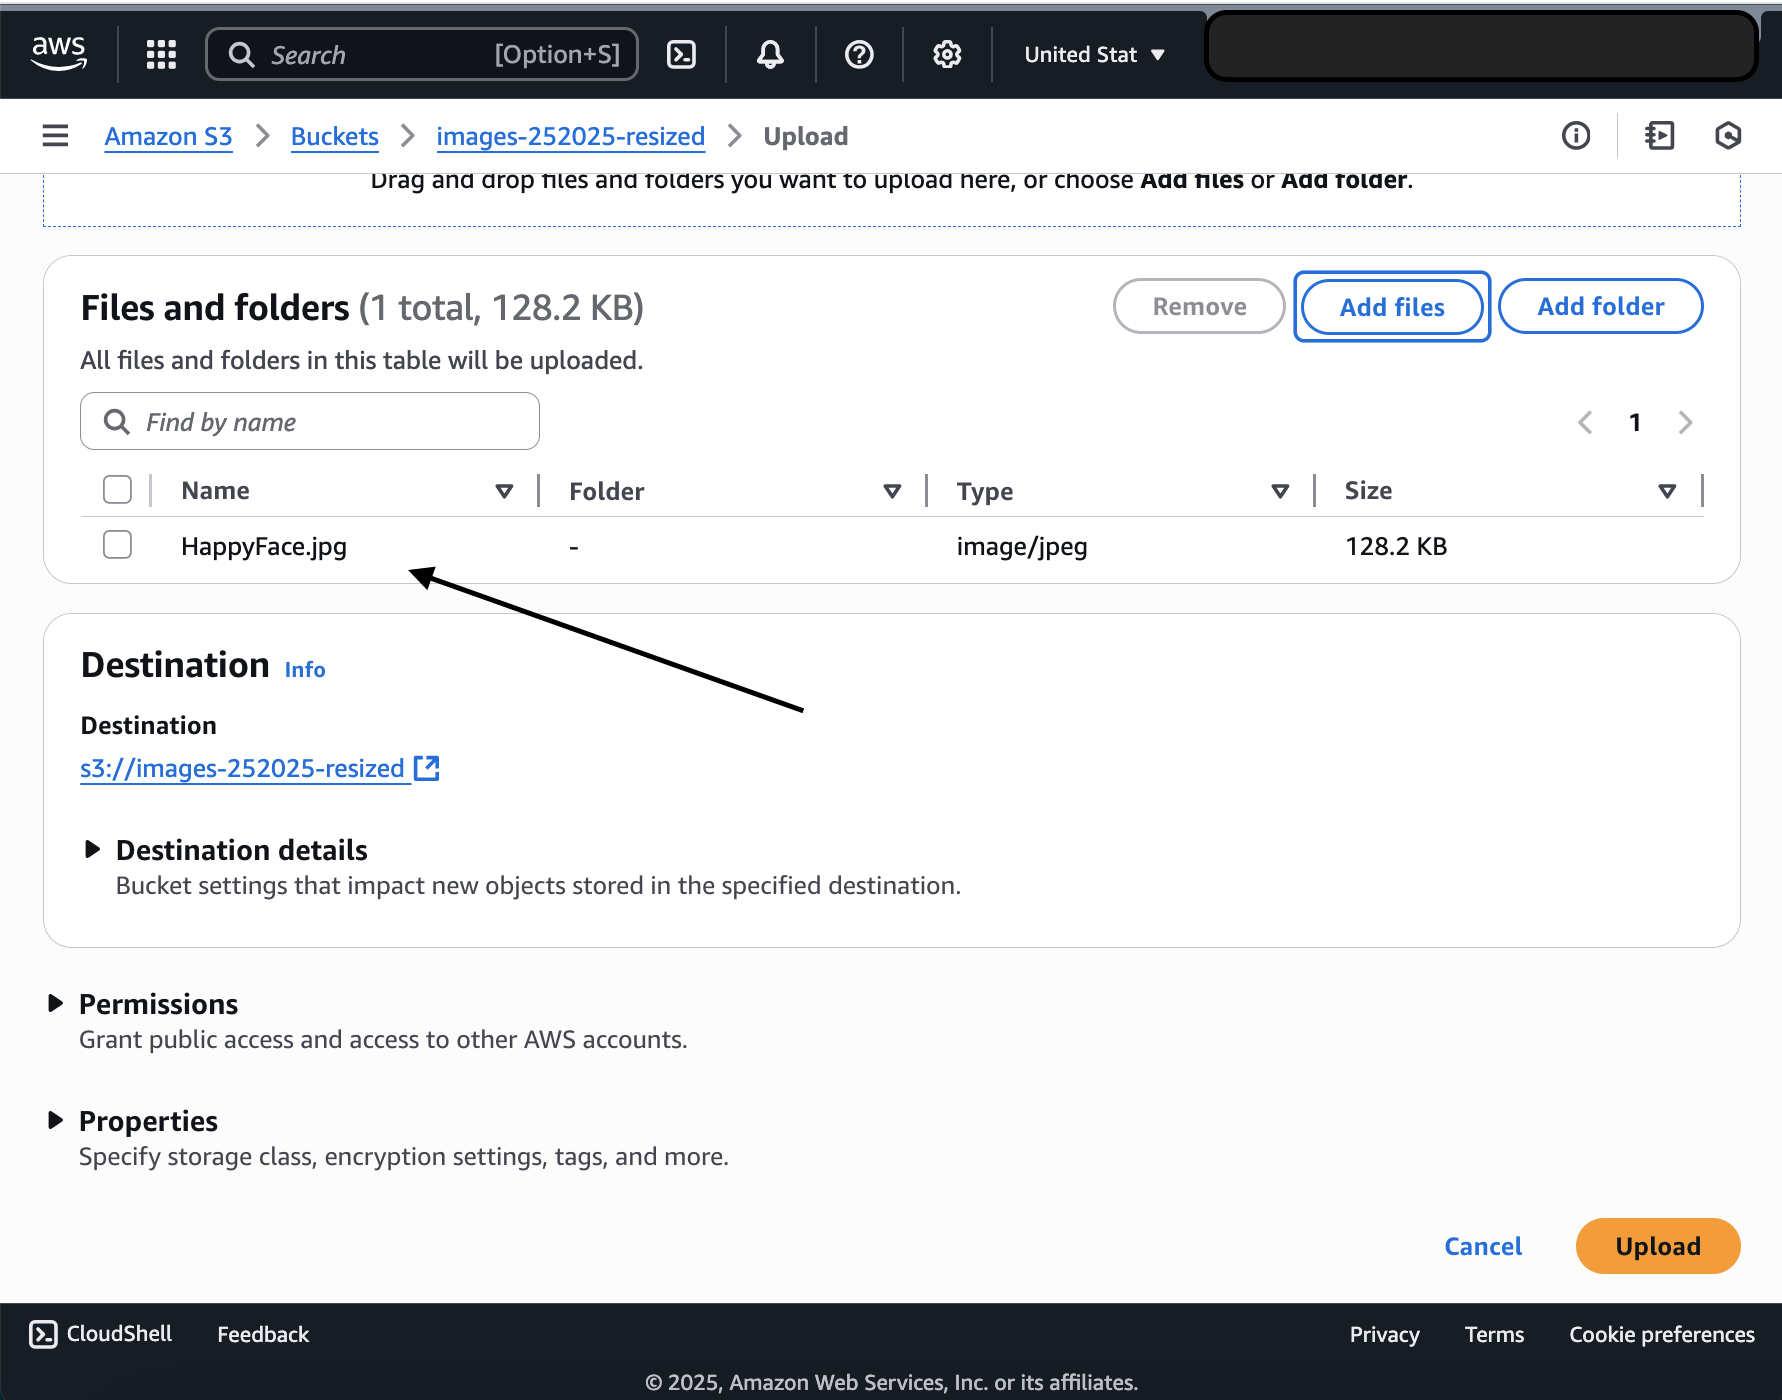 aws Search [Option+S] United Stat
Amazon S3 Buckets images-252025-resized Upload
Drag and drop files and folders you want to upload here, or choose Add files or Add folder.
Files and folders (1 total, 128.2 KB) Remove Add files Add folder
All files and folders in this table will be uploaded.
Find by name 1
Name Folder Type Size
HappyFace.jpg - image/jpeg 128.2 KB
Destination Info
Destination
s3://images-252025-resized
Destination details
Bucket settings that impact new objects stored in the specified destination.
Permissions
Grant public access and access to other AWS accounts.
Properties
Specify storage class, encryption settings, tags, and more.
Cancel Upload
CloudShell Feedback Privacy Terms Cookie preferences
© 2025, Amazon Web Services, Inc. or its affiliates.